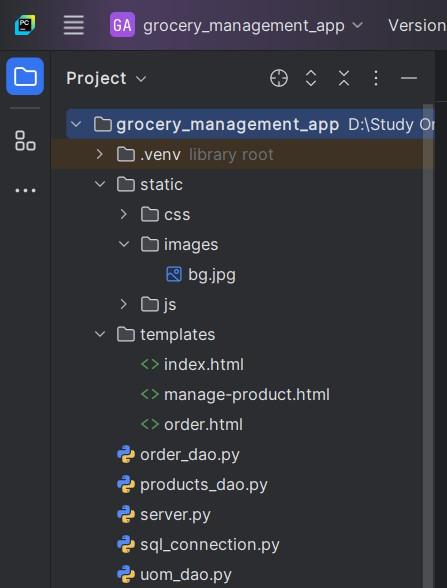 PC GA grocery_management_app Version
Project
grocery_management_app D:\Study
.venv library root
static
css
images
bg.jpg
js
templates
index.html
manage-product.html
order.html
order_dao.py
products_dao.py
server.py
sql_connection.py
uom_dao.py